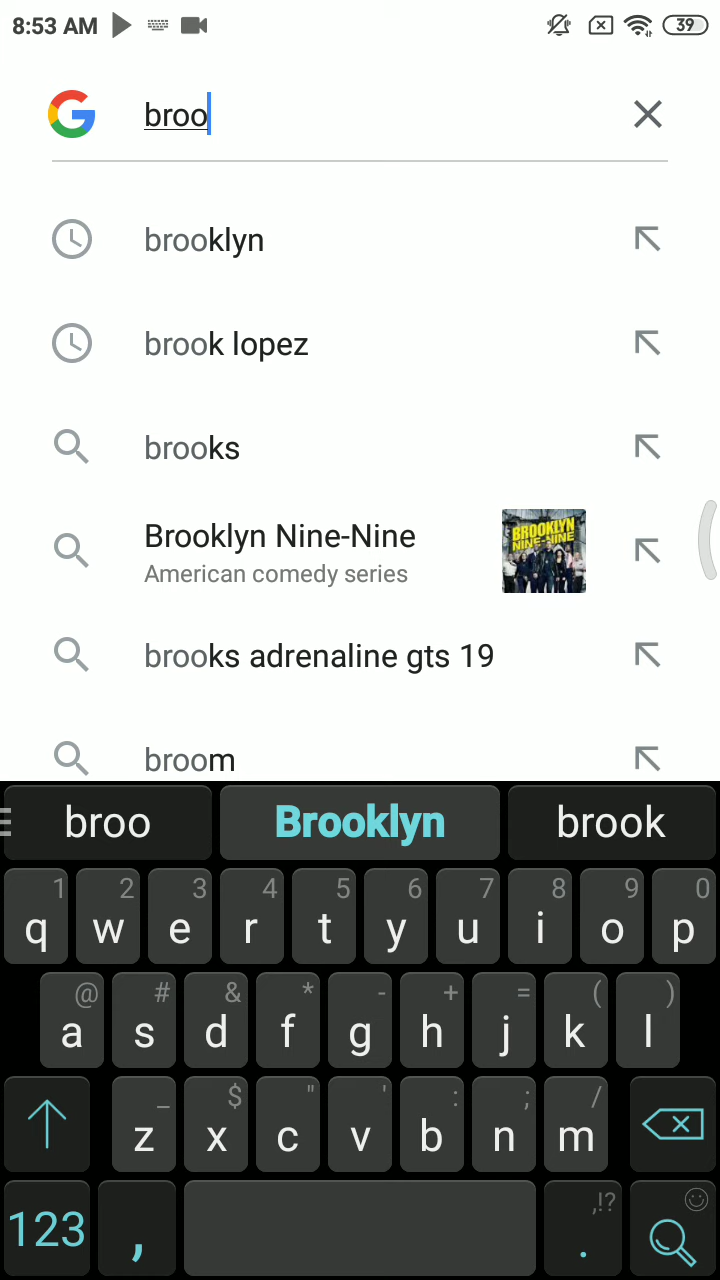 8:53 AM 39
broo
brooklyn
brook lopez
brooks
Brooklyn Nine-Nine
American comedy series
BROOKLYN
NINE-NINE
brooks adrenaline gts 19
broom
broo Brooklyn brook
1 2 3 4 5 6 7 8 9 0
q w e r t y u i o p
@ # & * - + = ( )
a s d f g h j k l
_ $ " ' : ; /
z x c v b n m
,!?
123 , .